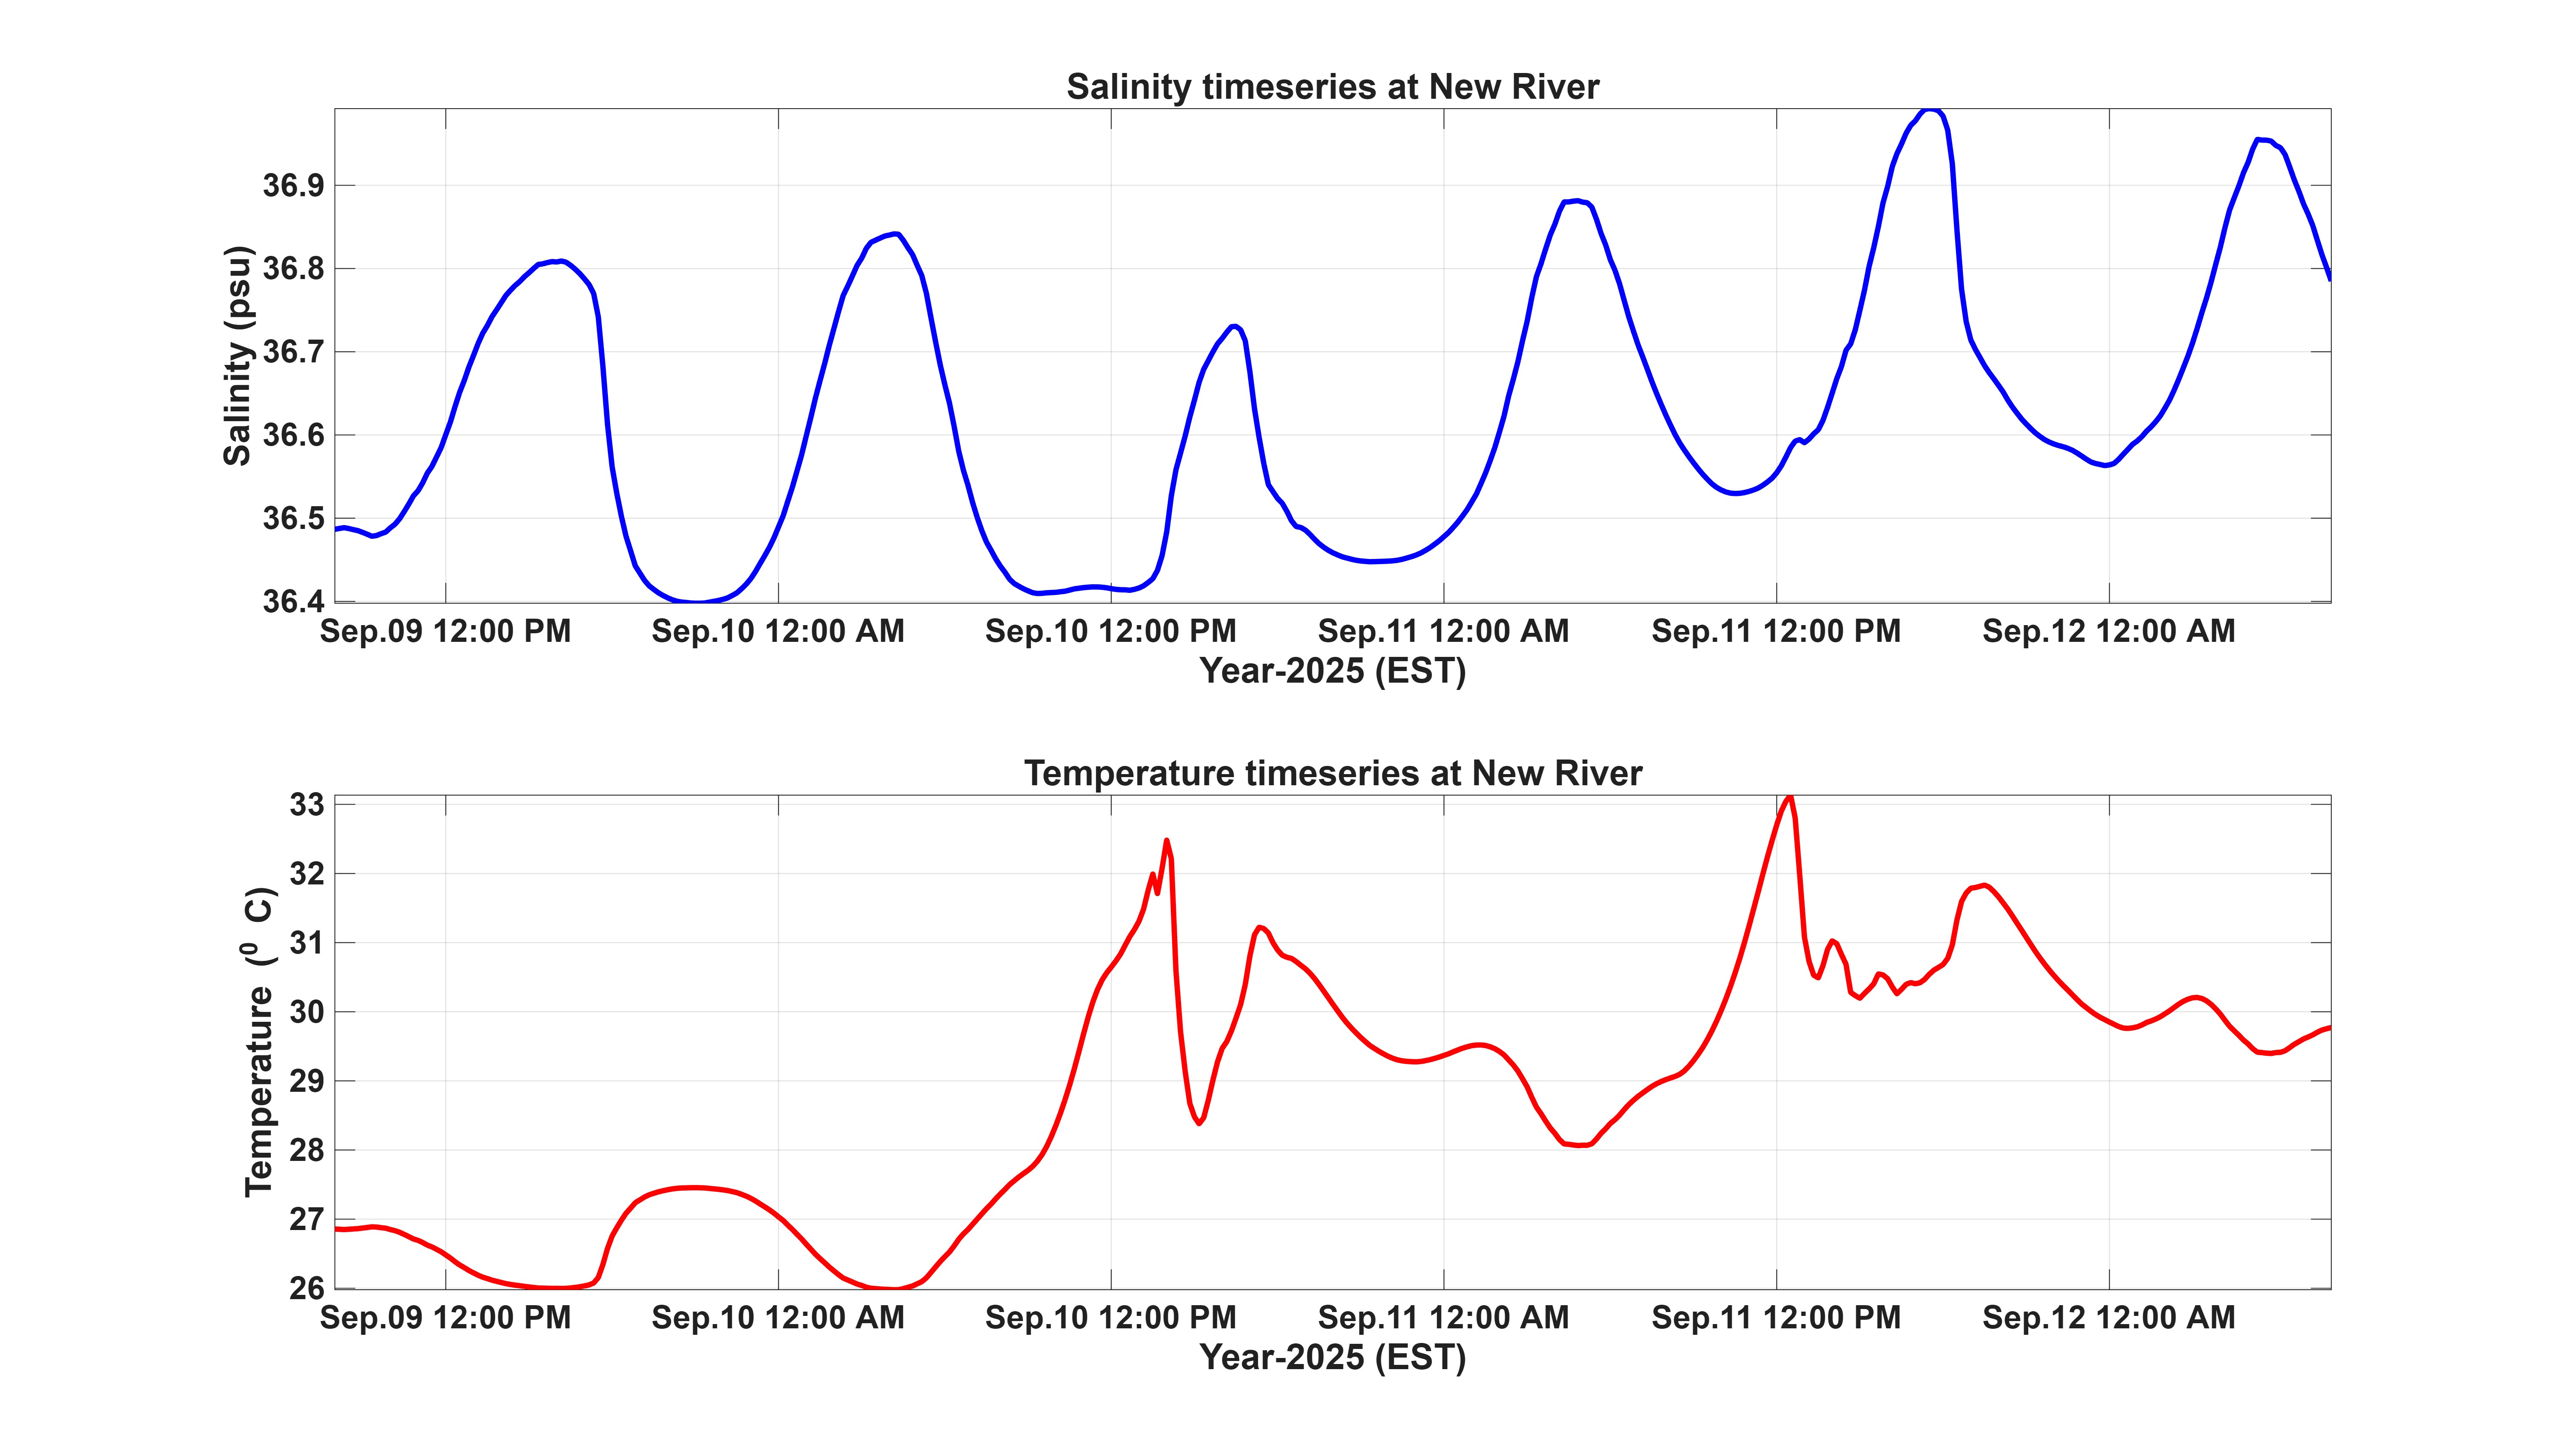 Salinity timeseries at New River
Salinity (psu)
36.9
36.8
36.7
36.6
36.5
36.4
Sep.09 12:00 PM Sep.10 12:00 AM Sep.10 12:00 PM Sep.11 12:00 AM Sep.11 12:00 PM Sep.12 12:00 AM
Year-2025 (EST)
Temperature timeseries at New River
Temperature (⁰ C)
33
32
31
30
29
28
27
26
Sep.09 12:00 PM Sep.10 12:00 AM Sep.10 12:00 PM Sep.11 12:00 AM Sep.11 12:00 PM Sep.12 12:00 AM
Year-2025 (EST)